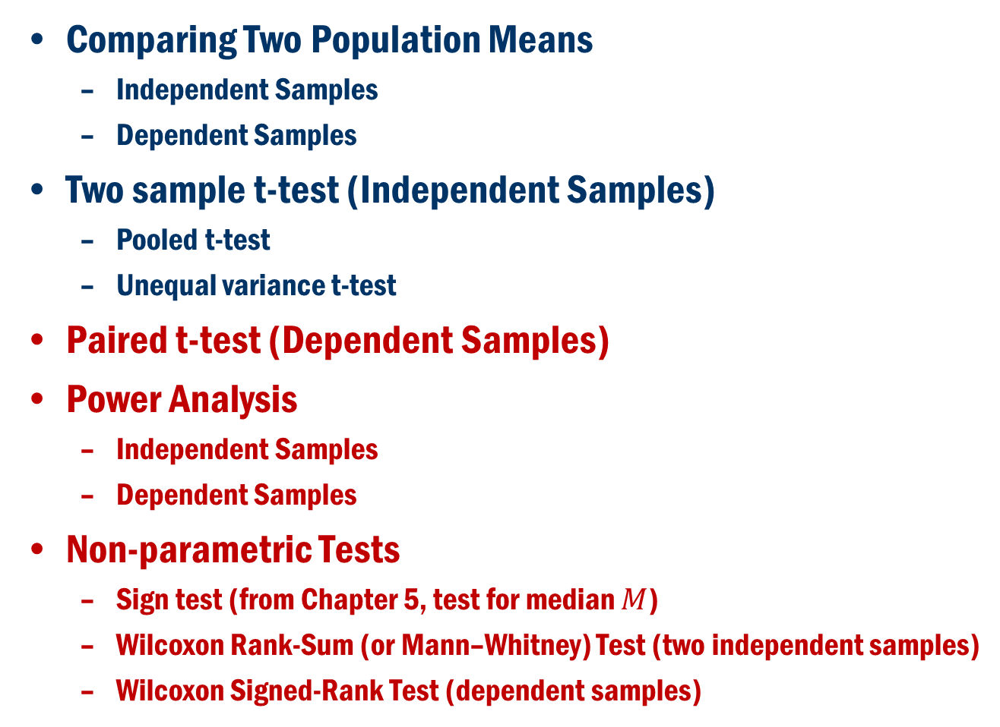 • Comparing Two Population Means
– Independent Samples
– Dependent Samples
• Two sample t-test (Independent Samples)
– Pooled t-test
– Unequal variance t-test
• Paired t-test (Dependent Samples)
• Power Analysis
– Independent Samples
– Dependent Samples
• Non-parametric Tests
– Sign test (from Chapter 5, test for median M)
– Wilcoxon Rank-Sum (or Mann–Whitney) Test (two independent samples)
– Wilcoxon Signed-Rank Test (dependent samples)